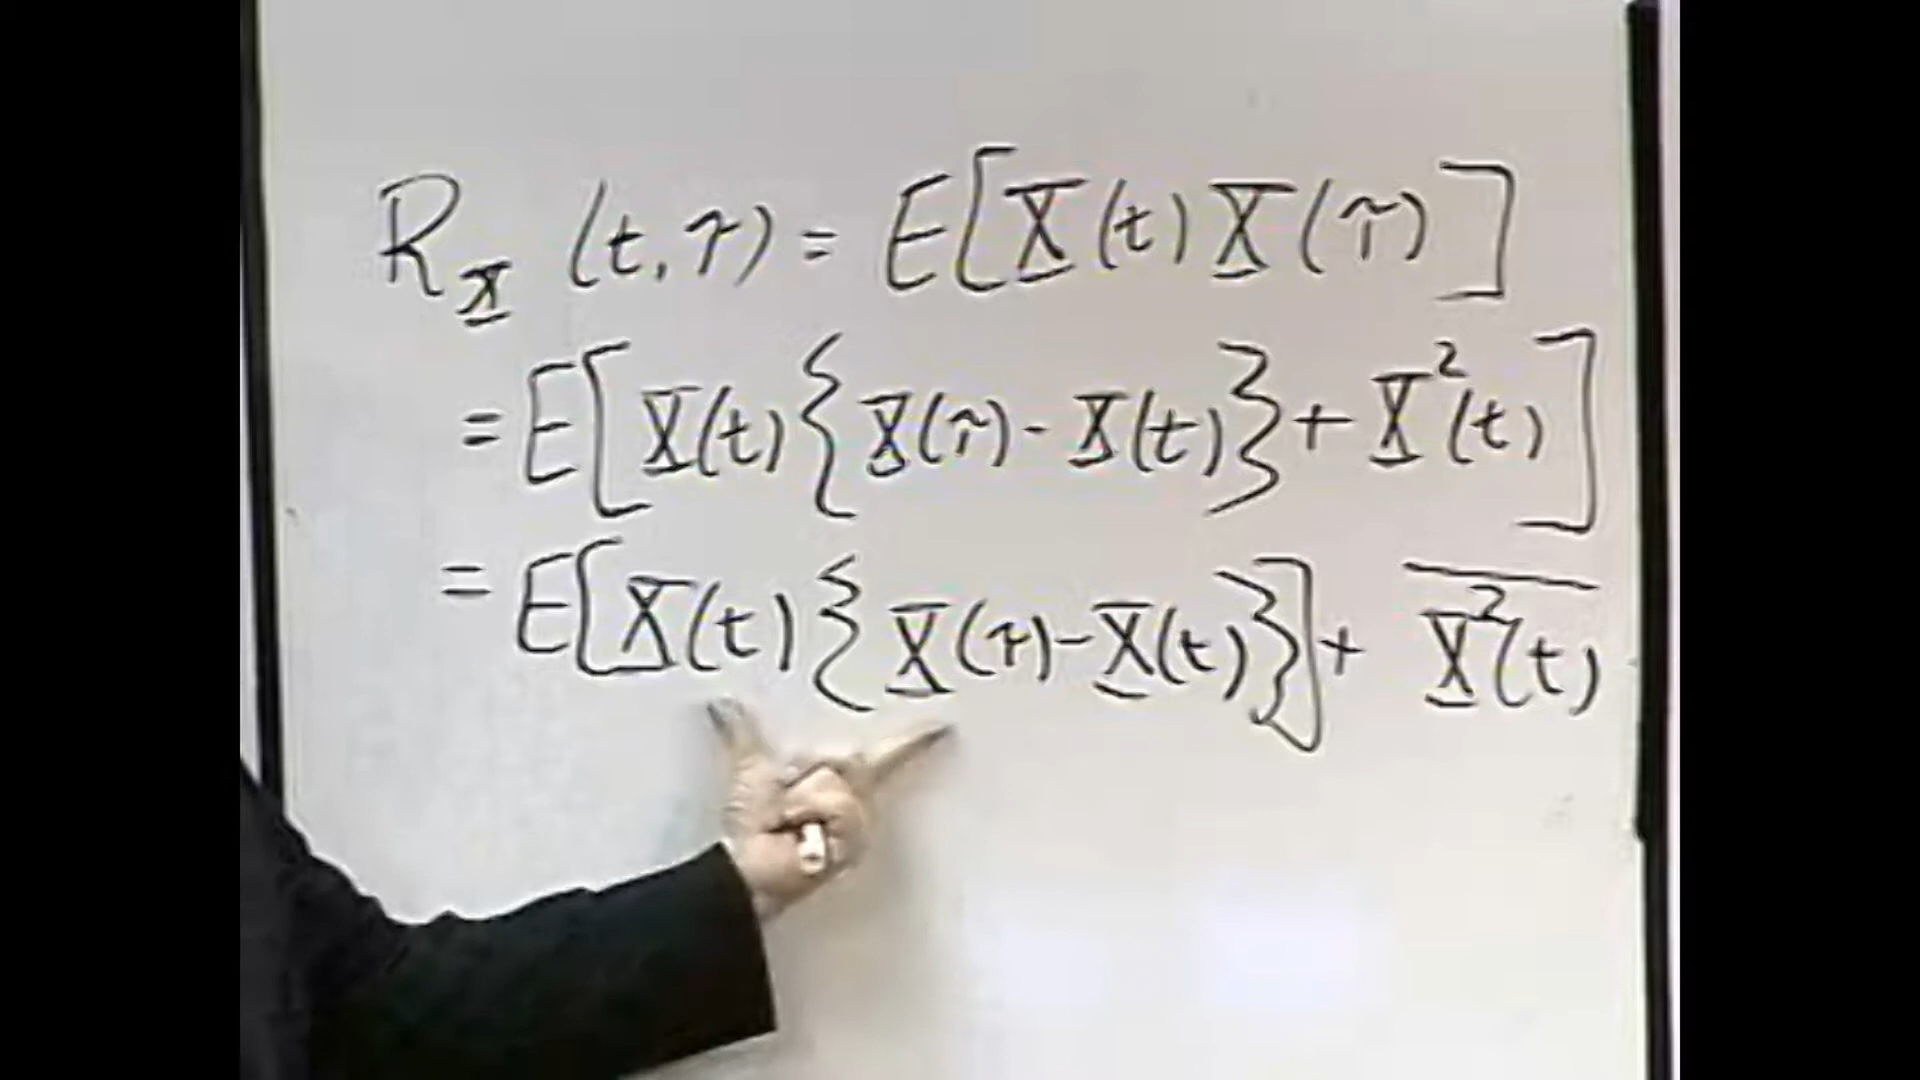 R_X (t, τ) = E[X(t) X(τ)]
= E[X(t){X(τ) - X(t)} + X²(t)]
= E[X(t){X(τ) - X(t)}] + \overline{X²(t)}